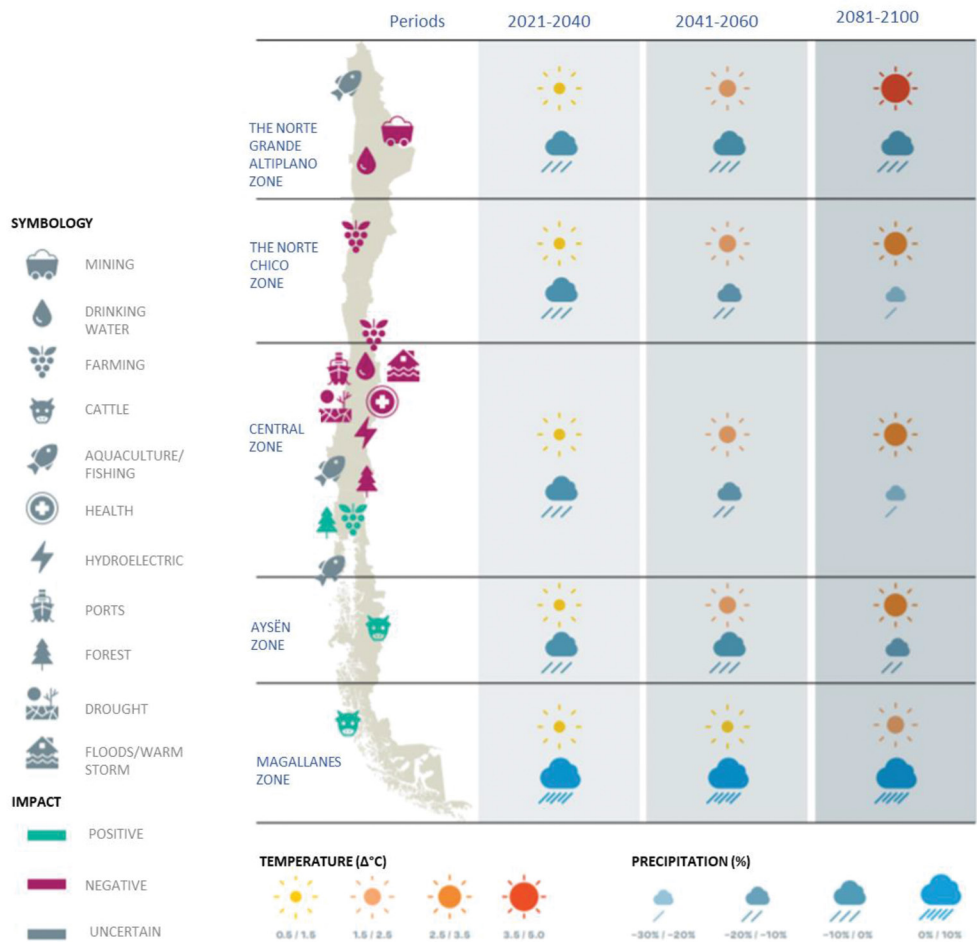 Periods 2021-2040 2041-2060 2081-2100
THE NORTE
GRANDE
ALTIPLANO
ZONE
THE NORTE
CHICO
ZONE
CENTRAL
ZONE
AYSËN
ZONE
MAGALLANES
ZONE
SYMBOLOGY
MINING
DRINKING
WATER
FARMING
CATTLE
AQUACULTURE/
FISHING
HEALTH
HYDROELECTRIC
PORTS
FOREST
DROUGHT
FLOODS/WARM
STORM
IMPACT
POSITIVE
NEGATIVE
UNCERTAIN
TEMPERATURE (Δ°C)
0.5 / 1.5 1.5 / 2.5 2.5 / 3.5 3.5 / 5.0
PRECIPITATION (%)
-30% / -20% -20% / -10% -10% / 0% 0% / 10%